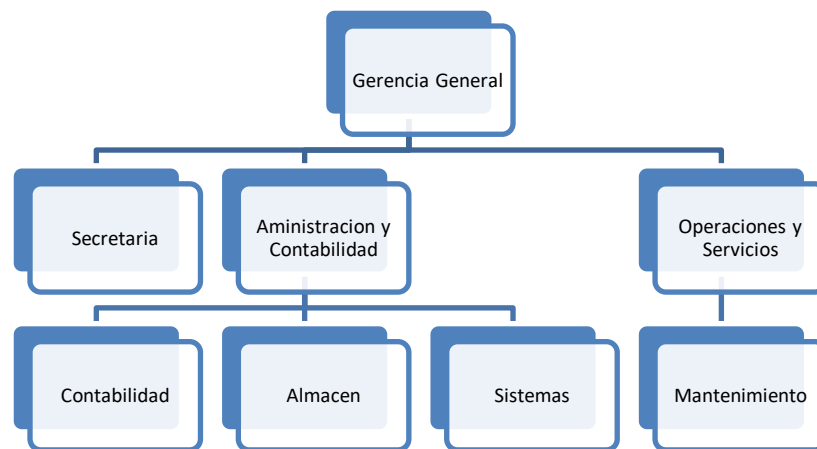 Gerencia General
Secretaria
Aministracion y
Contabilidad
Operaciones y
Servicios
Contabilidad
Almacen
Sistemas
Mantenimiento